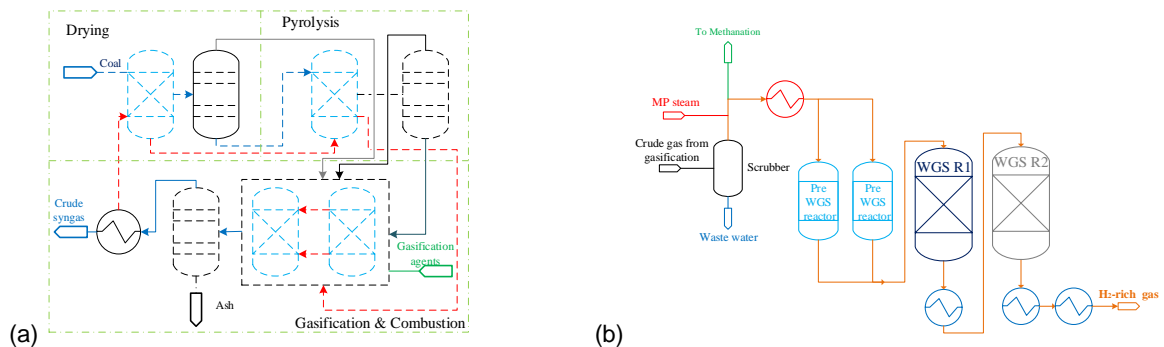 Drying
Pyrolysis
Coal
Crude
syngas
Gasification
agents
Ash
Gasification & Combustion
(a)
To Methanation
MP steam
Crude gas from
gasification
Scrubber
Waste water
Pre
WGS
reactor
Pre
WGS
reactor
WGS R1
WGS R2
H₂-rich gas
(b)